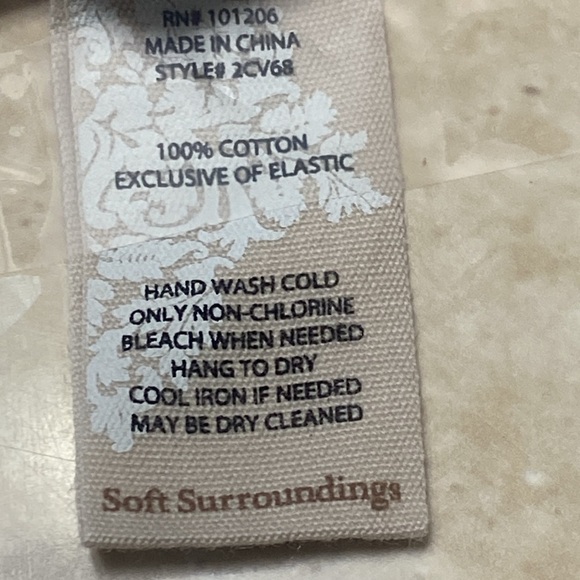 RN# 101206
MADE IN CHINA
STYLE# 2CV68
100% COTTON
EXCLUSIVE OF ELASTIC
HAND WASH COLD
ONLY NON-CHLORINE
BLEACH WHEN NEEDED
HANG TO DRY
COOL IRON IF NEEDED
MAY BE DRY CLEANED
Soft Surroundings